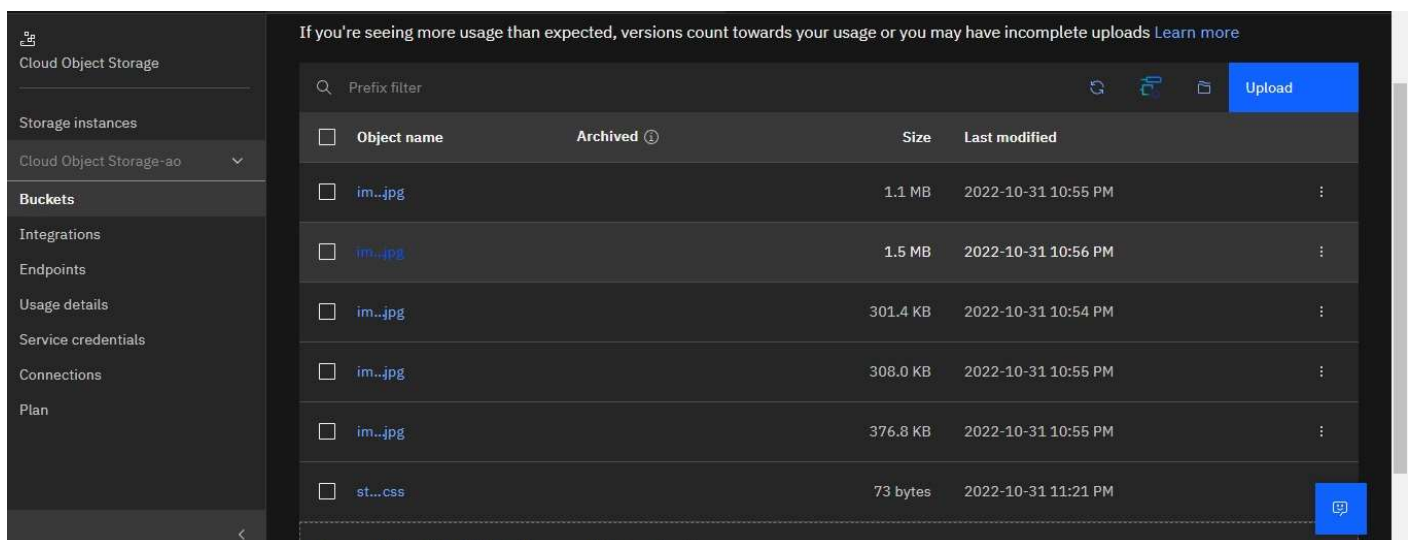 Cloud Object Storage
Storage instances
Cloud Object Storage-ao
Buckets
Integrations
Endpoints
Usage details
Service credentials
Connections
Plan
If you're seeing more usage than expected, versions count towards your usage or you may have incomplete uploads Learn more
Prefix filter Upload
Object name Archived Size Last modified
im...jpg 1.1 MB 2022-10-31 10:55 PM
im...jpg 1.5 MB 2022-10-31 10:56 PM
im...jpg 301.4 KB 2022-10-31 10:54 PM
im...jpg 308.0 KB 2022-10-31 10:55 PM
im...jpg 376.8 KB 2022-10-31 10:55 PM
st...css 73 bytes 2022-10-31 11:21 PM